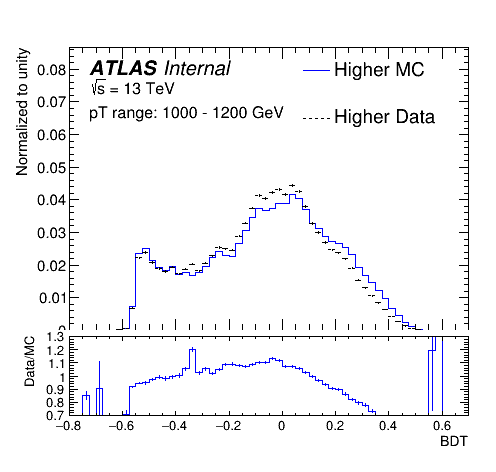 ATLAS Internal
√s = 13 TeV
pT range: 1000 - 1200 GeV
Higher MC
Higher Data
Normalized to unity
0.08
0.07
0.06
0.05
0.04
0.03
0.02
0.01
0
Data/MC
1.3
1.2
1.1
1
0.9
0.8
0.7
−0.8 −0.6 −0.4 −0.2 0 0.2 0.4 0.6
BDT